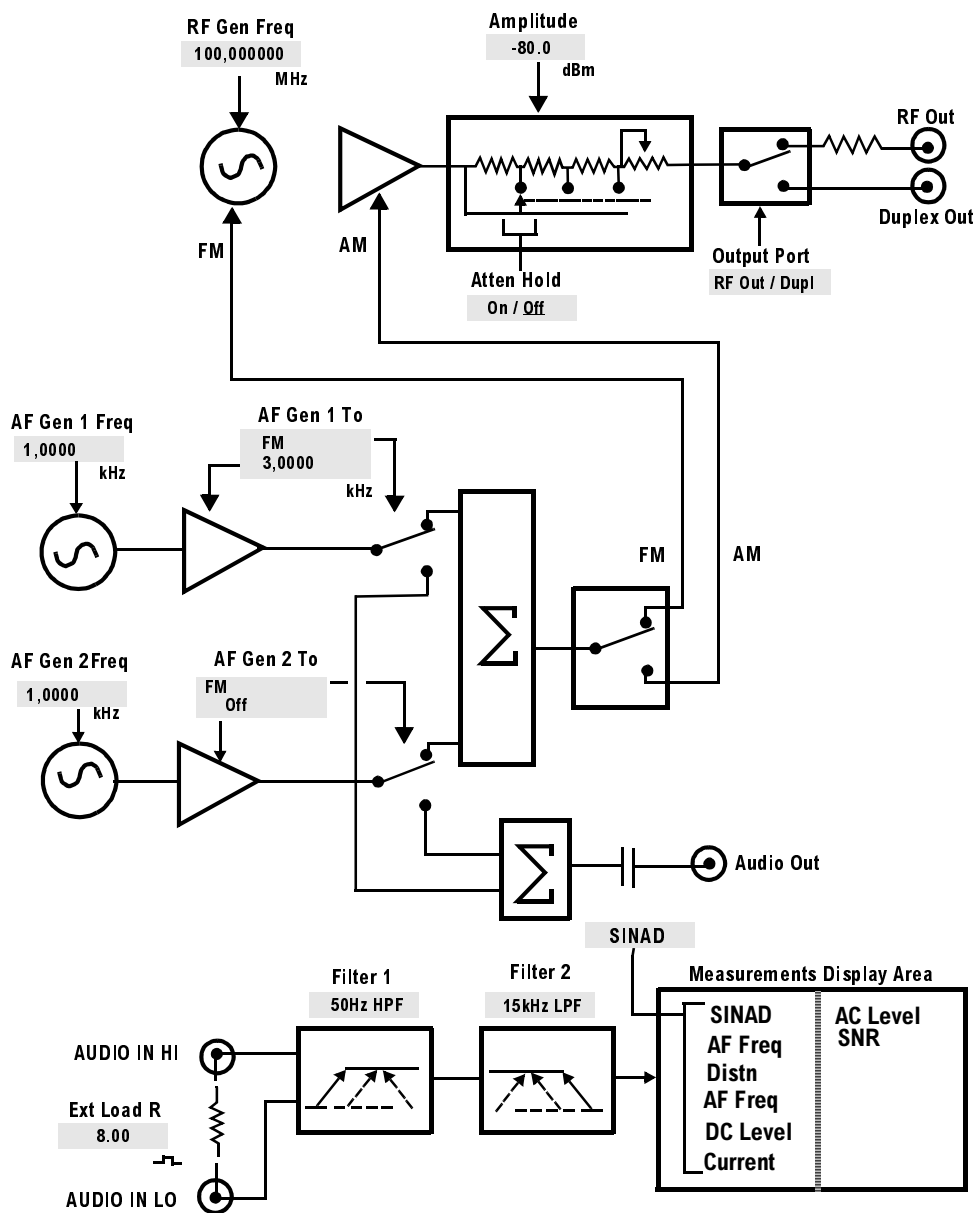 RF Gen Freq
100,000000
MHz
Amplitude
-80.0
dBm
RF Out
Duplex Out
FM
AM
Atten Hold
On / Off
Output Port
RF Out / Dupl
AF Gen 1 Freq
1,0000
kHz
AF Gen 1 To
FM
3,0000
kHz
FM
AM
Σ
AF Gen 2Freq
1,0000
kHz
AF Gen 2 To
FM
Off
Σ
Audio Out
SINAD
Filter 1
50Hz HPF
Filter 2
15kHz LPF
Measurements Display Area
SINAD
AF Freq
Distn
AF Freq
DC Level
Current
AC Level
SNR
AUDIO IN HI
Ext Load R
8.00
AUDIO IN LO